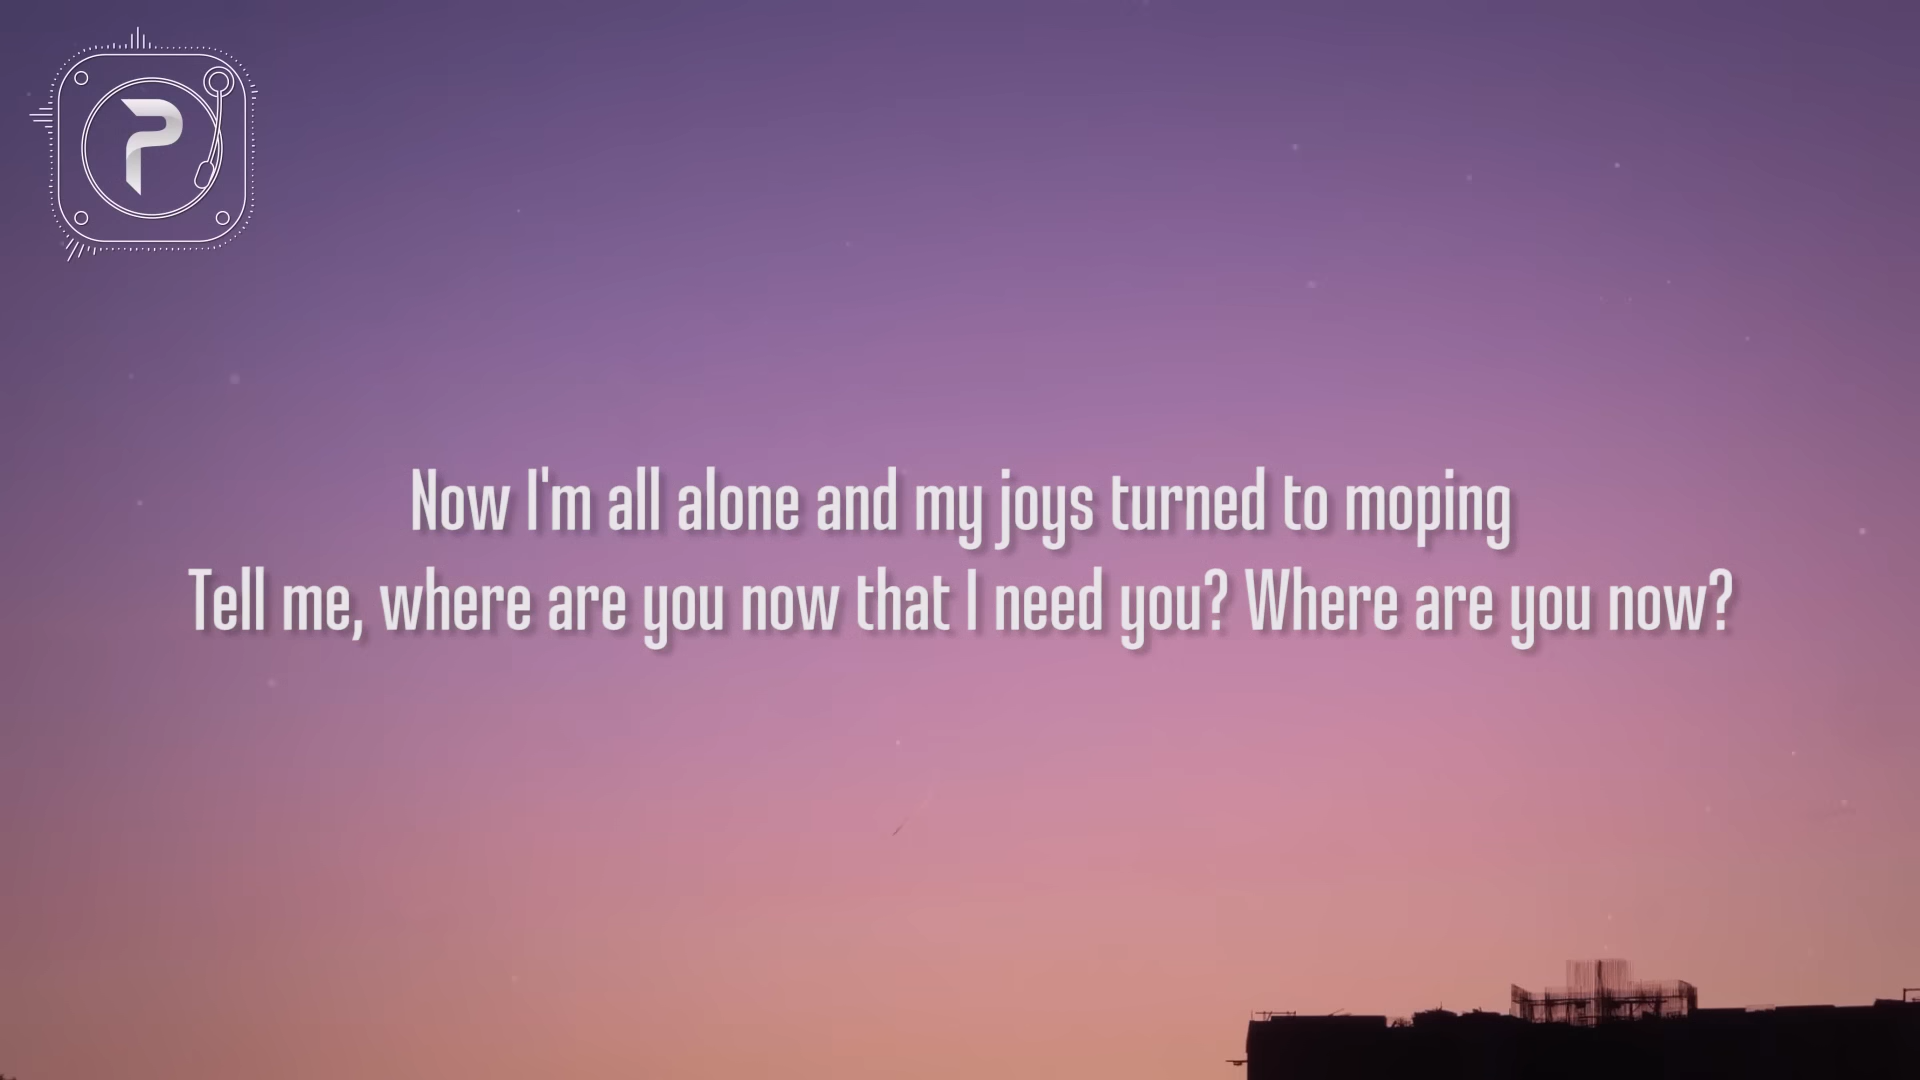 P
Now I'm all alone and my joys turned to moping
Tell me, where are you now that I need you? Where are you now?